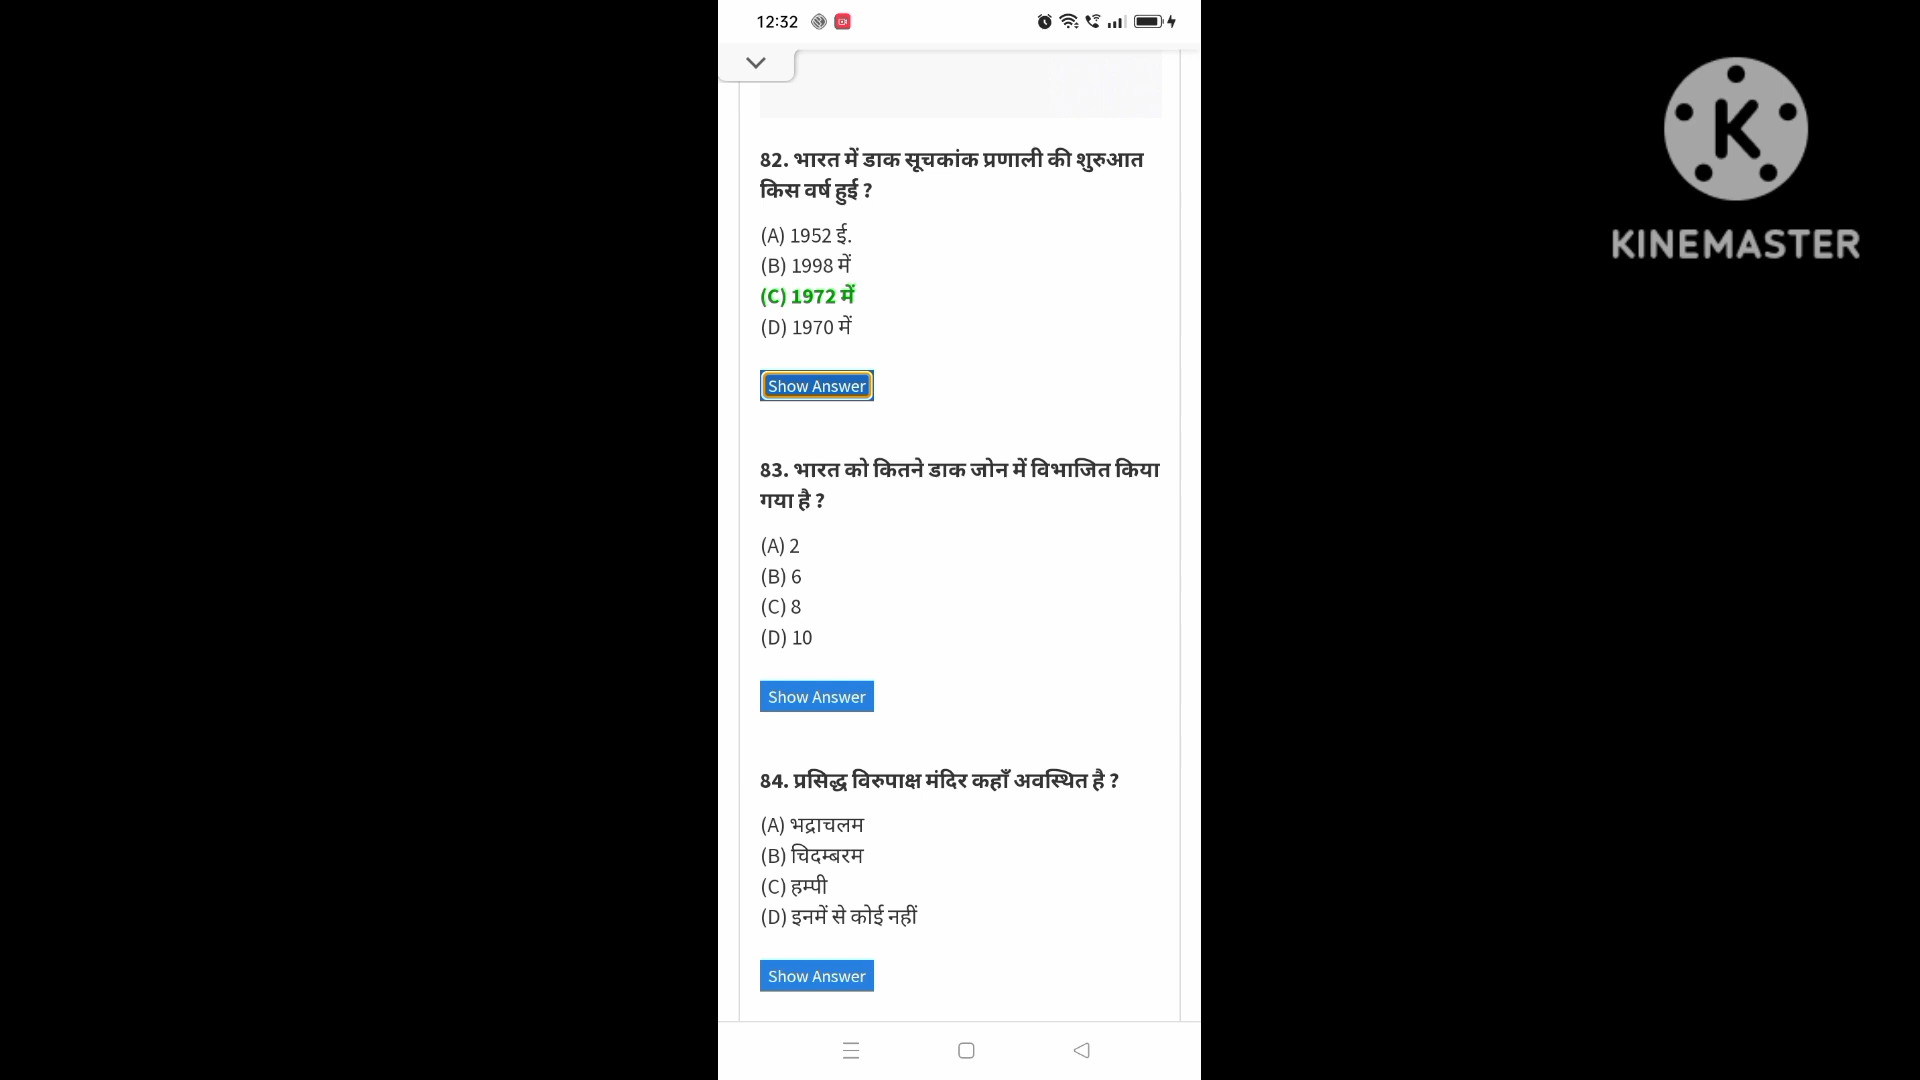 12:32
82. भारत में डाक सूचकांक प्रणाली की शुरुआत
किस वर्ष हुई ?
(A) 1952 ई.
(B) 1998 में
(C) 1972 में
(D) 1970 में
Show Answer
83. भारत को कितने डाक जोन में विभाजित किया
गया है ?
(A) 2
(B) 6
(C) 8
(D) 10
Show Answer
84. प्रसिद्ध विरुपाक्ष मंदिर कहाँ अवस्थित है ?
(A) भद्राचलम
(B) चिदम्बरम
(C) हम्पी
(D) इनमें से कोई नहीं
Show Answer
K
KINEMASTER